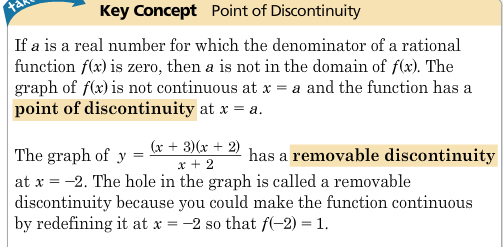 take
Key Concept Point of Discontinuity
If a is a real number for which the denominator of a rational
function f(x) is zero, then a is not in the domain of f(x). The
graph of f(x) is not continuous at x = a and the function has a
point of discontinuity at x = a.
The graph of y = (x + 3)(x + 2) / x + 2 has a removable discontinuity
at x = −2. The hole in the graph is called a removable
discontinuity because you could make the function continuous
by redefining it at x = −2 so that f(−2) = 1.